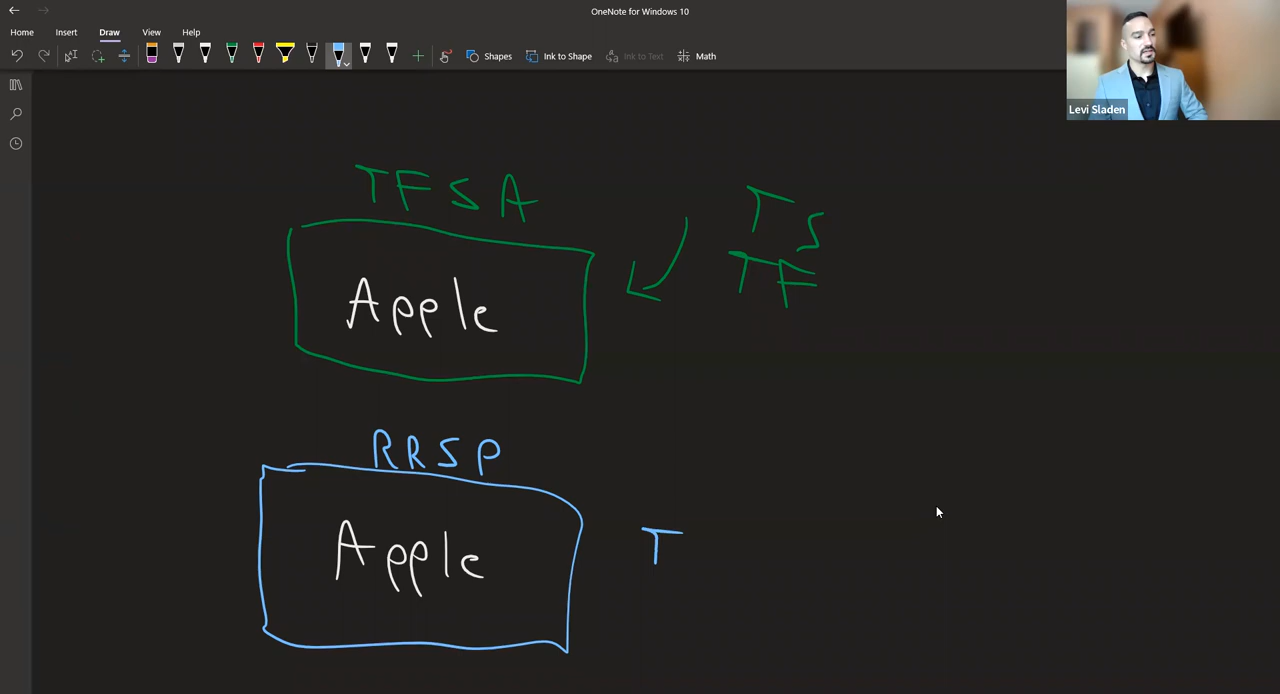 OneNote for Windows 10
Home Insert Draw View Help
Shapes Ink to Shape Ink to Text Math
Levi Sladen
TFSA
TS
TF
Apple
RRSP
Apple
T